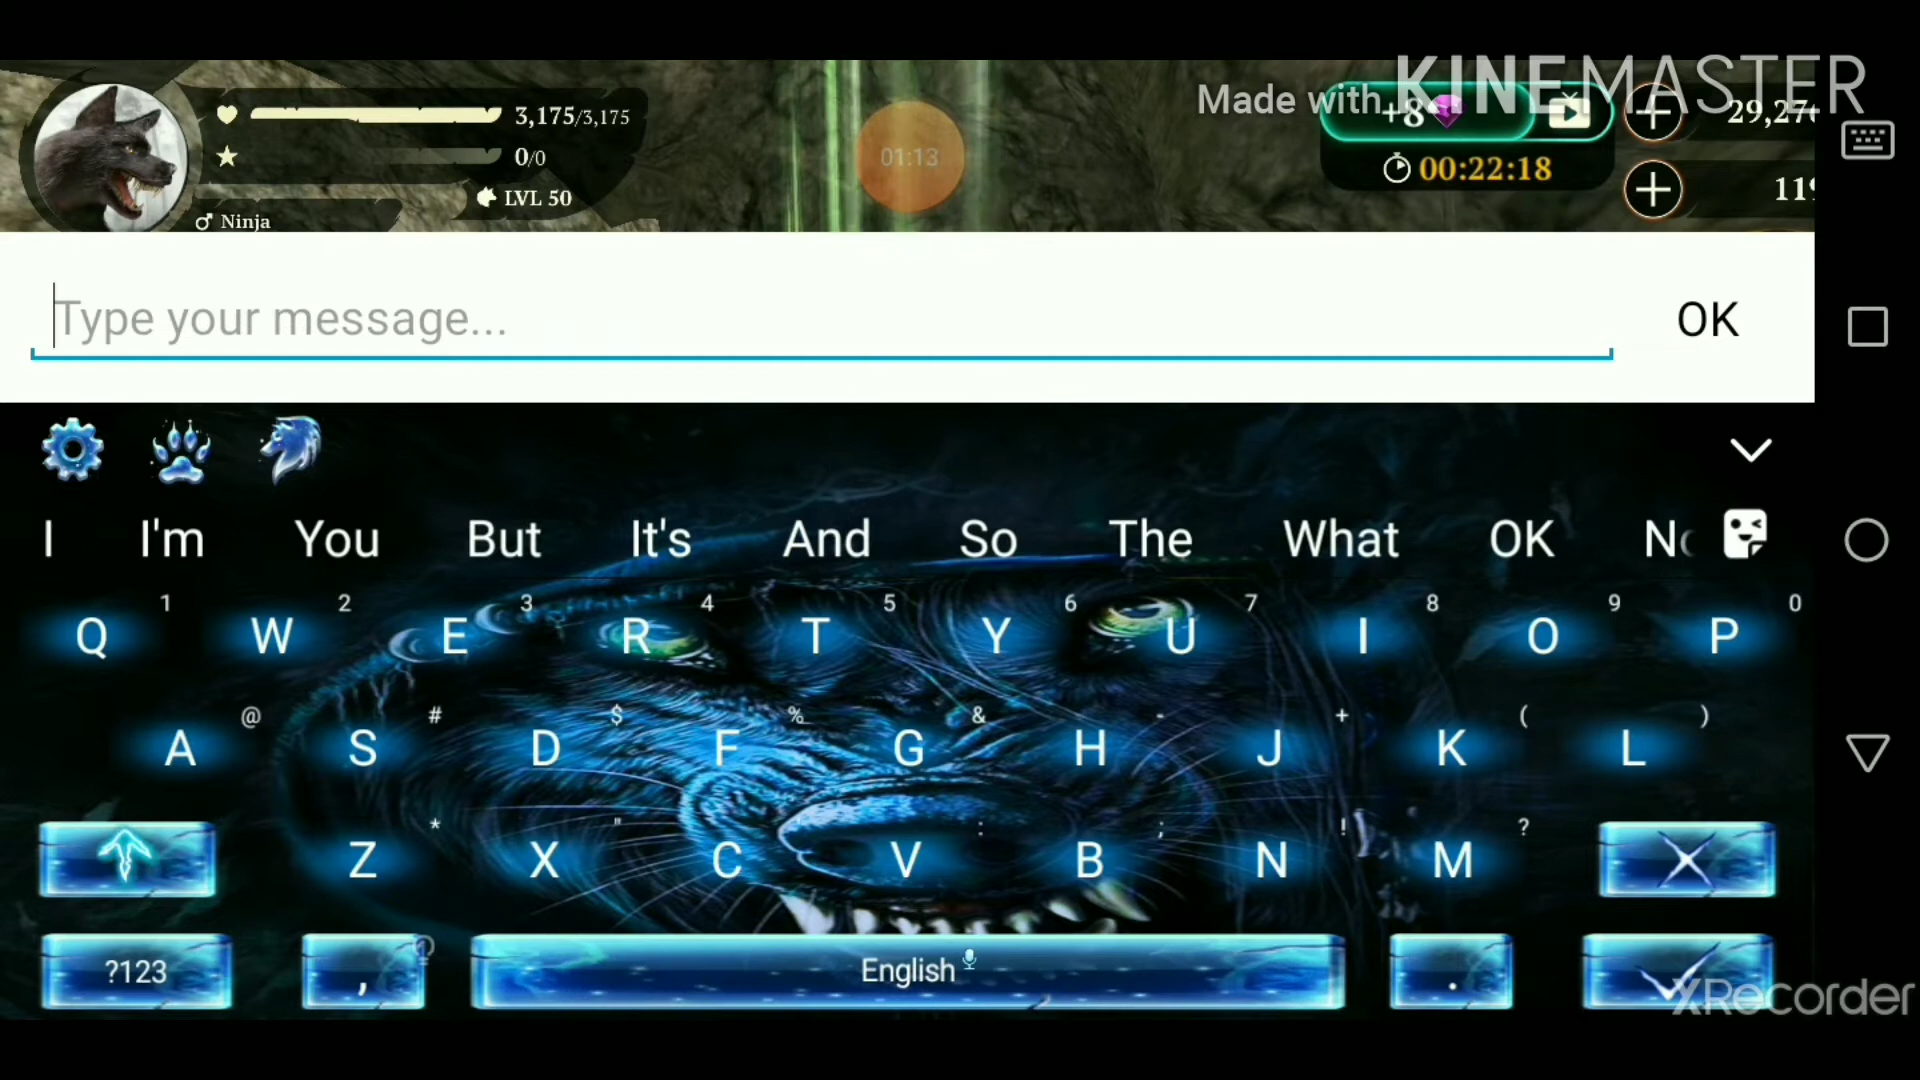 Made with KINEMASTER
3,175/3,175
0/0
LVL 50
♂ Ninja
01:13
+8
00:22:18
Type your message...
OK
I I'm You But It's And So The What OK
1 2 3 4 5 6 7 8 9 0
Q W E R T Y U I O P
@ # $ % & - + ( )
A S D F G H J K L
* " : ; ! ?
Z X C V B N M
?123 , English .
XRecorder